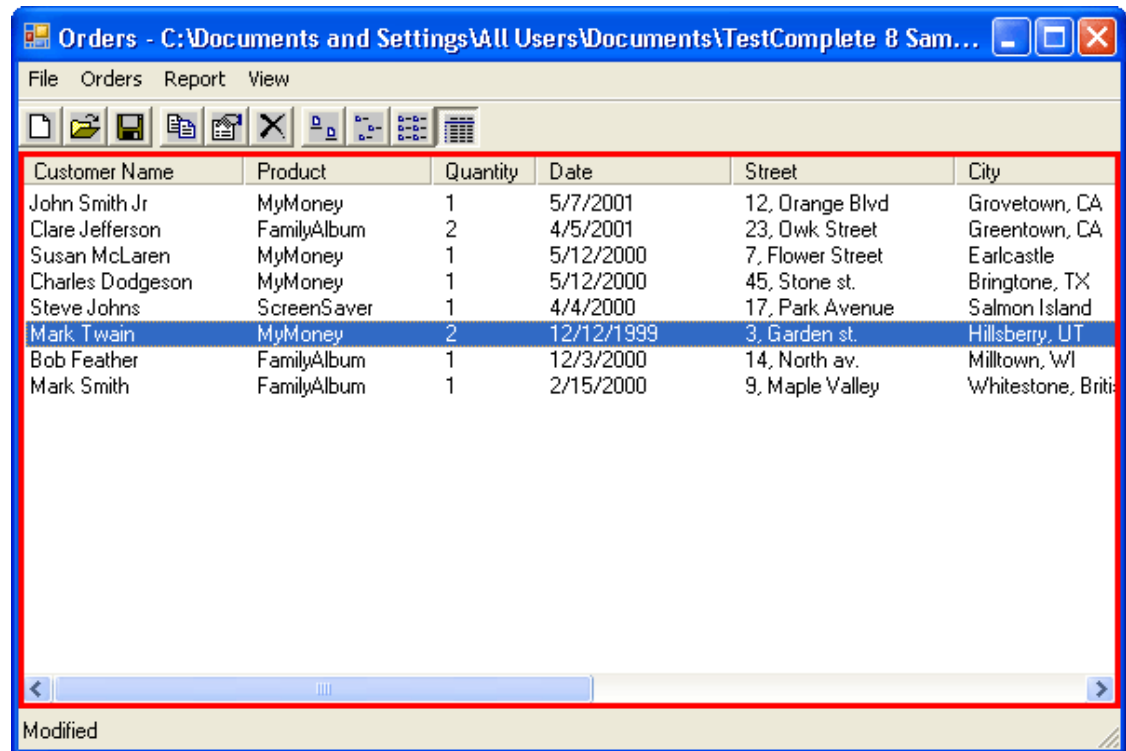 Orders - C:\Documents and Settings\All Users\Documents\TestComplete 8 Sam...
File Orders Report View
Customer Name Product Quantity Date Street City
John Smith Jr MyMoney 1 5/7/2001 12, Orange Blvd Grovetown, CA
Clare Jefferson FamilyAlbum 2 4/5/2001 23, Owk Street Greentown, CA
Susan McLaren MyMoney 1 5/12/2000 7, Flower Street Earlcastle
Charles Dodgeson MyMoney 1 5/12/2000 45, Stone st. Bringtone, TX
Steve Johns ScreenSaver 1 4/4/2000 17, Park Avenue Salmon Island
Mark Twain MyMoney 2 12/12/1999 3, Garden st. Hillsberry, UT
Bob Feather FamilyAlbum 1 12/3/2000 14, North av. Milltown, WI
Mark Smith FamilyAlbum 1 2/15/2000 9, Maple Valley Whitestone, Briti
Modified